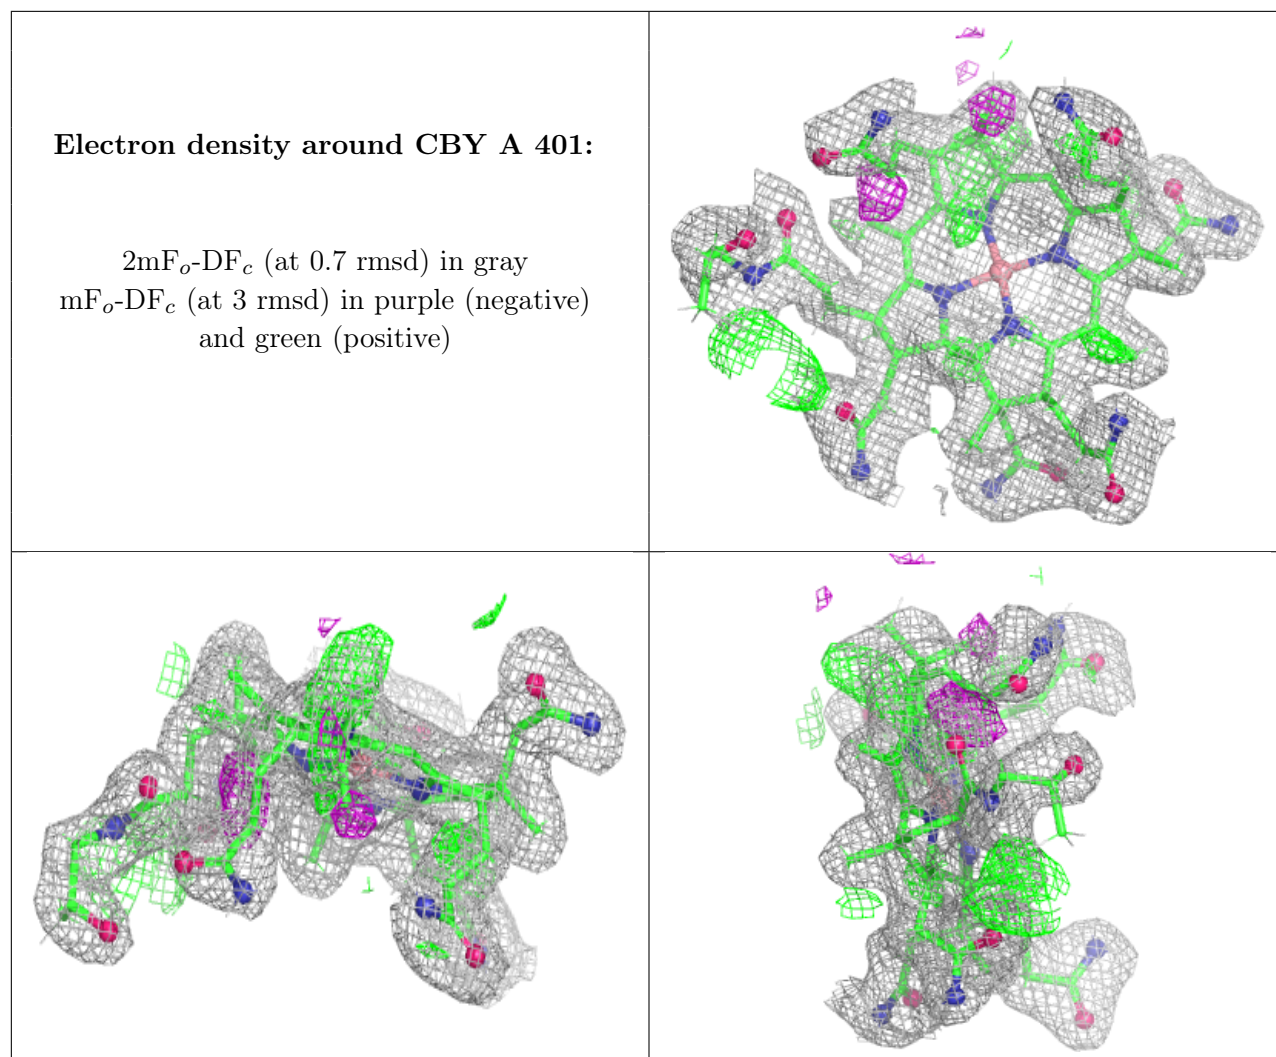 Electron density around CBY A 401:
2mFₒ-DF𝒸 (at 0.7 rmsd) in gray
mFₒ-DF𝒸 (at 3 rmsd) in purple (negative)
and green (positive)